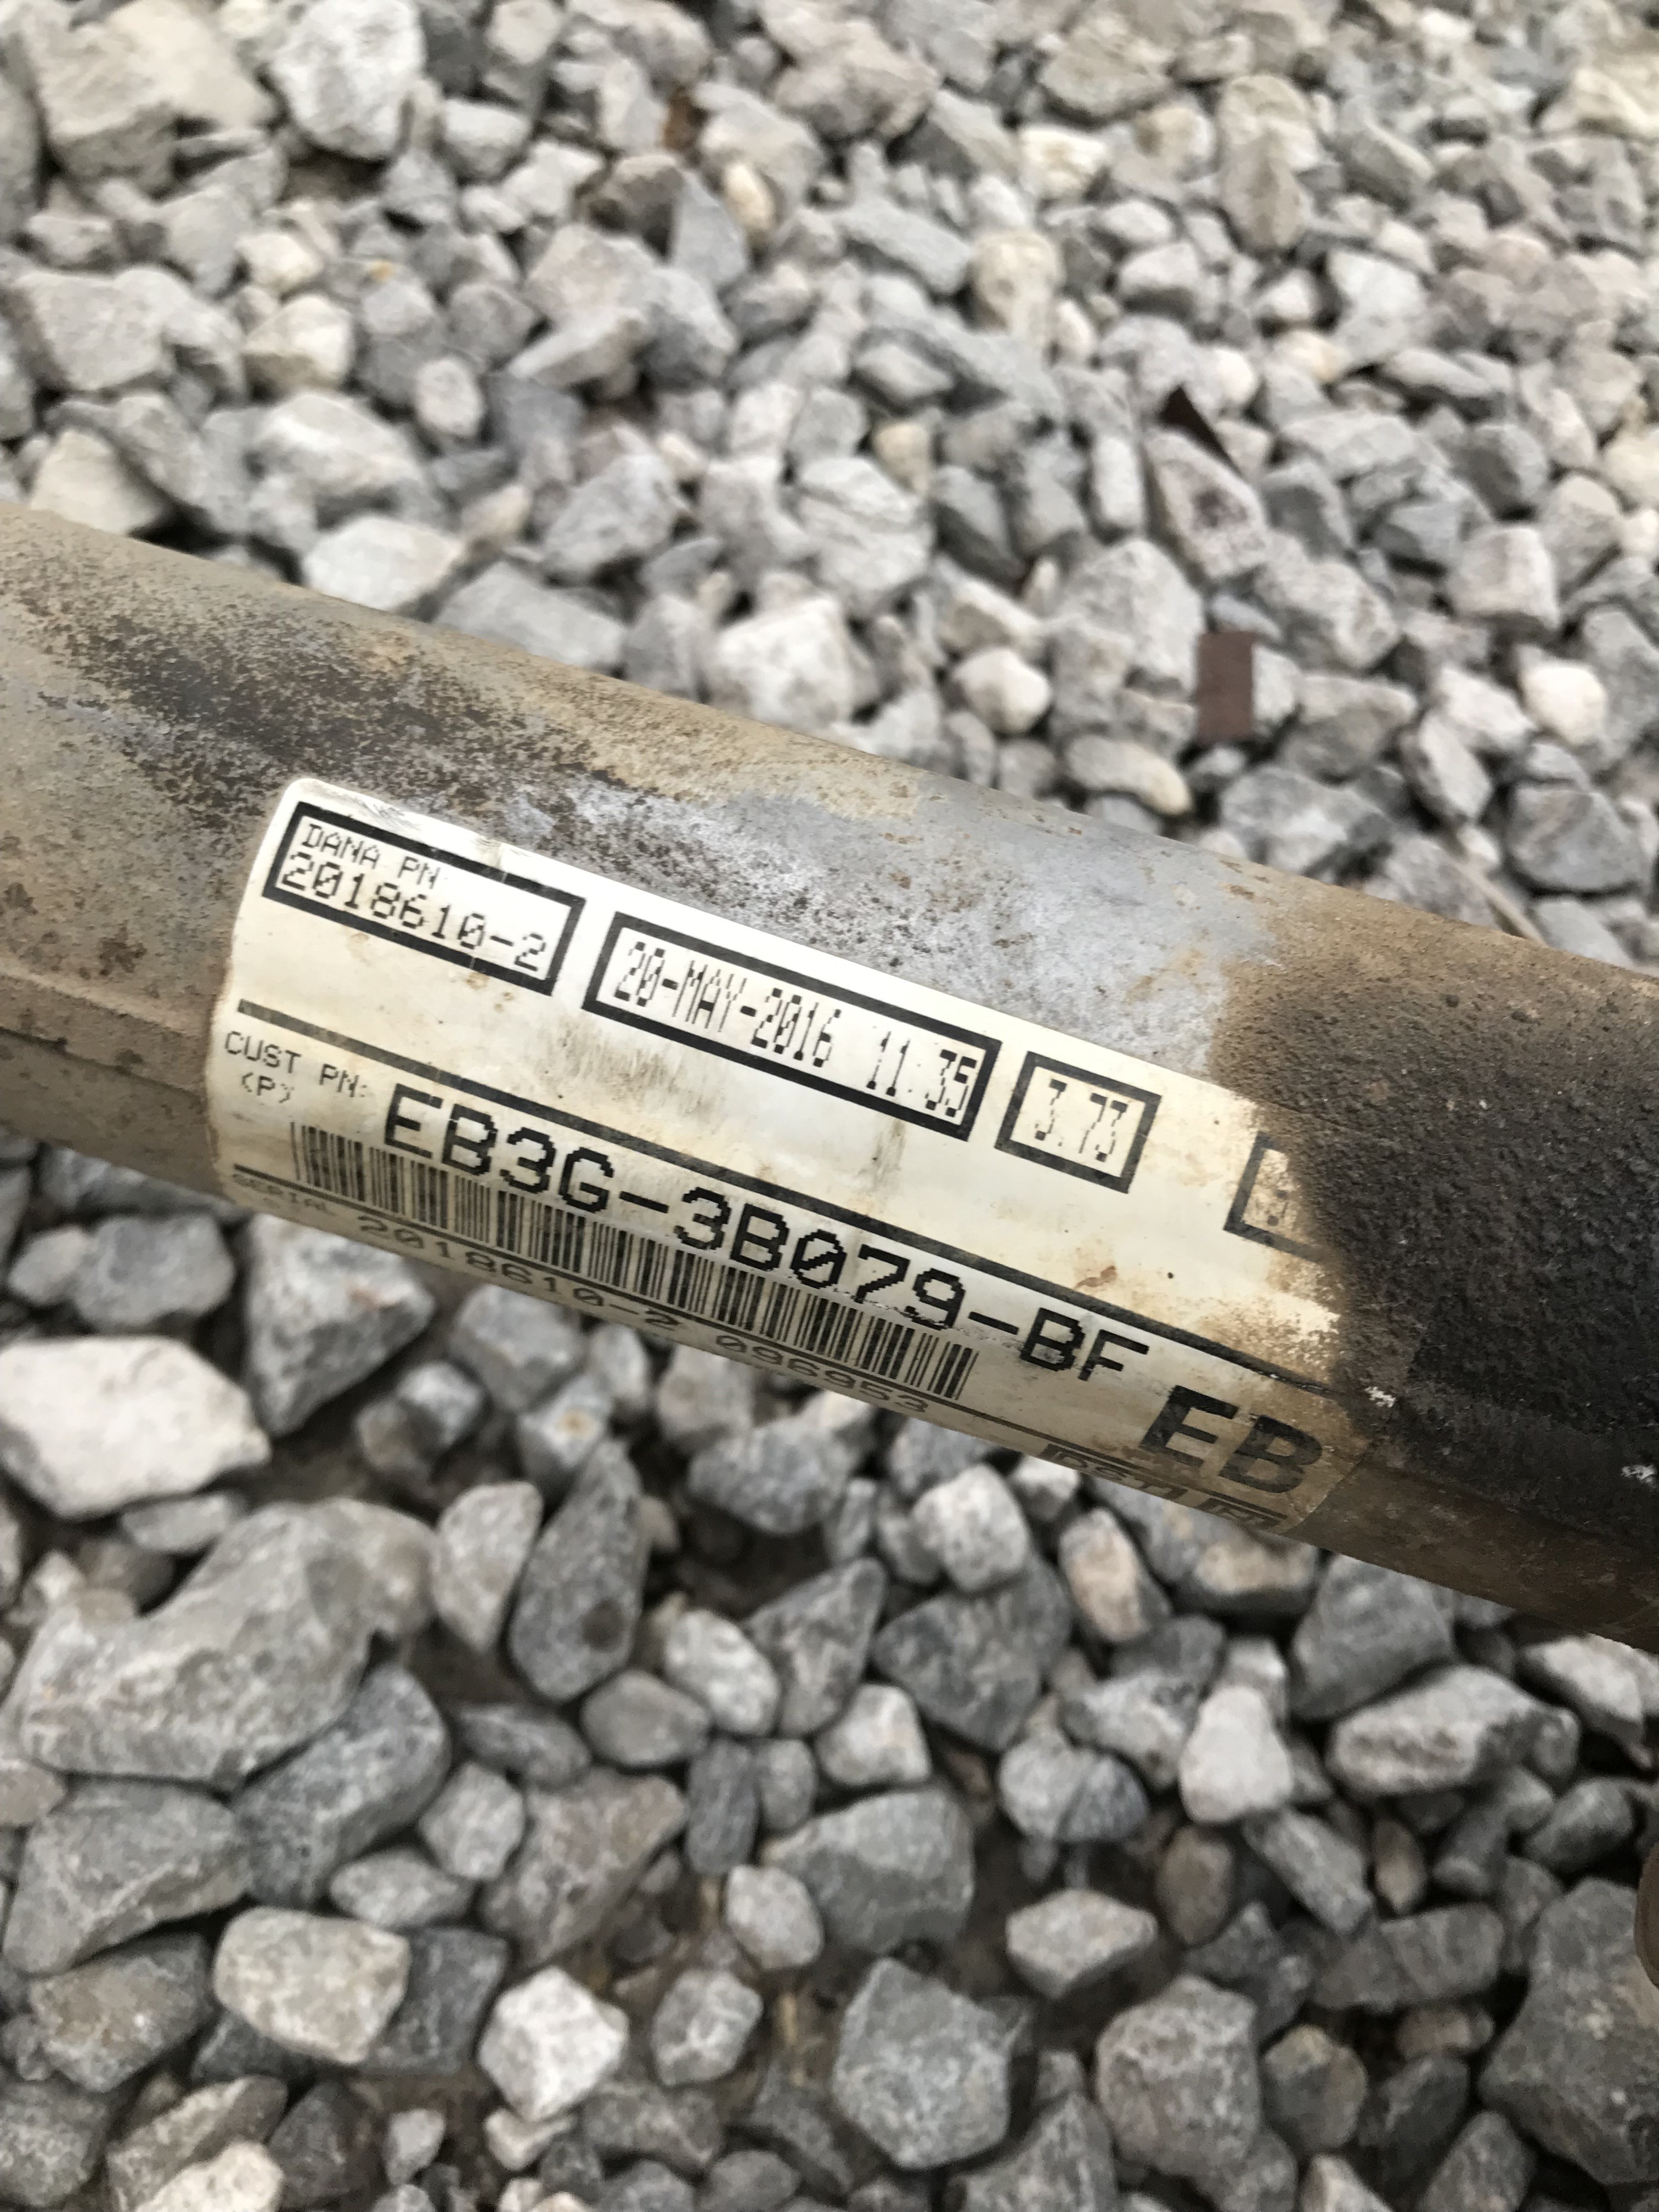 DANA PN
2018610-2
20-MAY-2016 11:35
3.73
CUST PN:
(P)
EB3G-3B079-BF
EB
SERIAL
2018610-2 096953